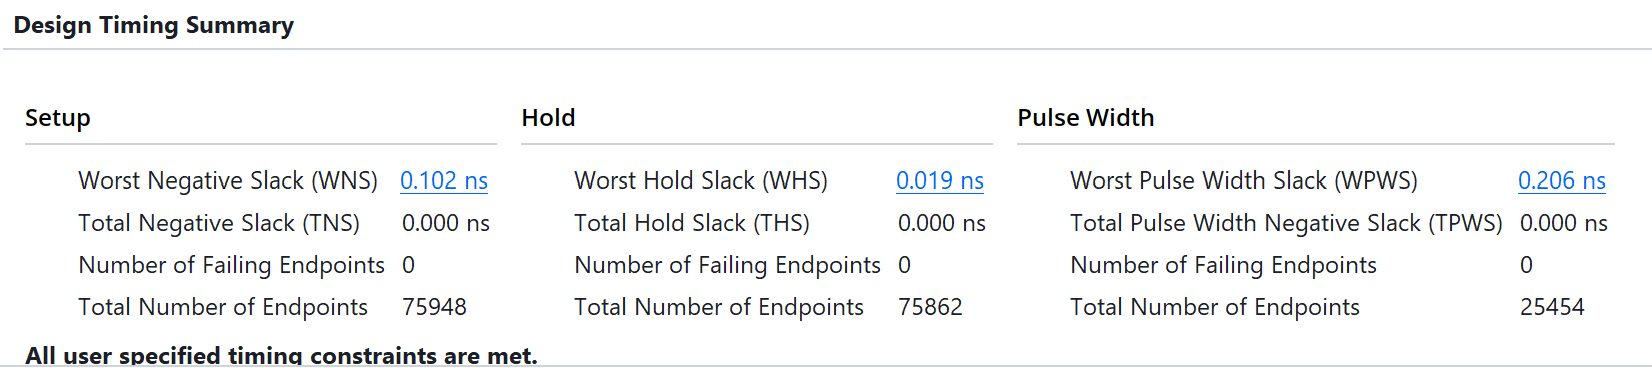 Design Timing Summary
Setup
Hold
Pulse Width
Worst Negative Slack (WNS) 0.102 ns
Worst Hold Slack (WHS) 0.019 ns
Worst Pulse Width Slack (WPWS) 0.206 ns
Total Negative Slack (TNS) 0.000 ns
Total Hold Slack (THS) 0.000 ns
Total Pulse Width Negative Slack (TPWS) 0.000 ns
Number of Failing Endpoints 0
Number of Failing Endpoints 0
Number of Failing Endpoints 0
Total Number of Endpoints 75948
Total Number of Endpoints 75862
Total Number of Endpoints 25454
All user specified timing constraints are met.